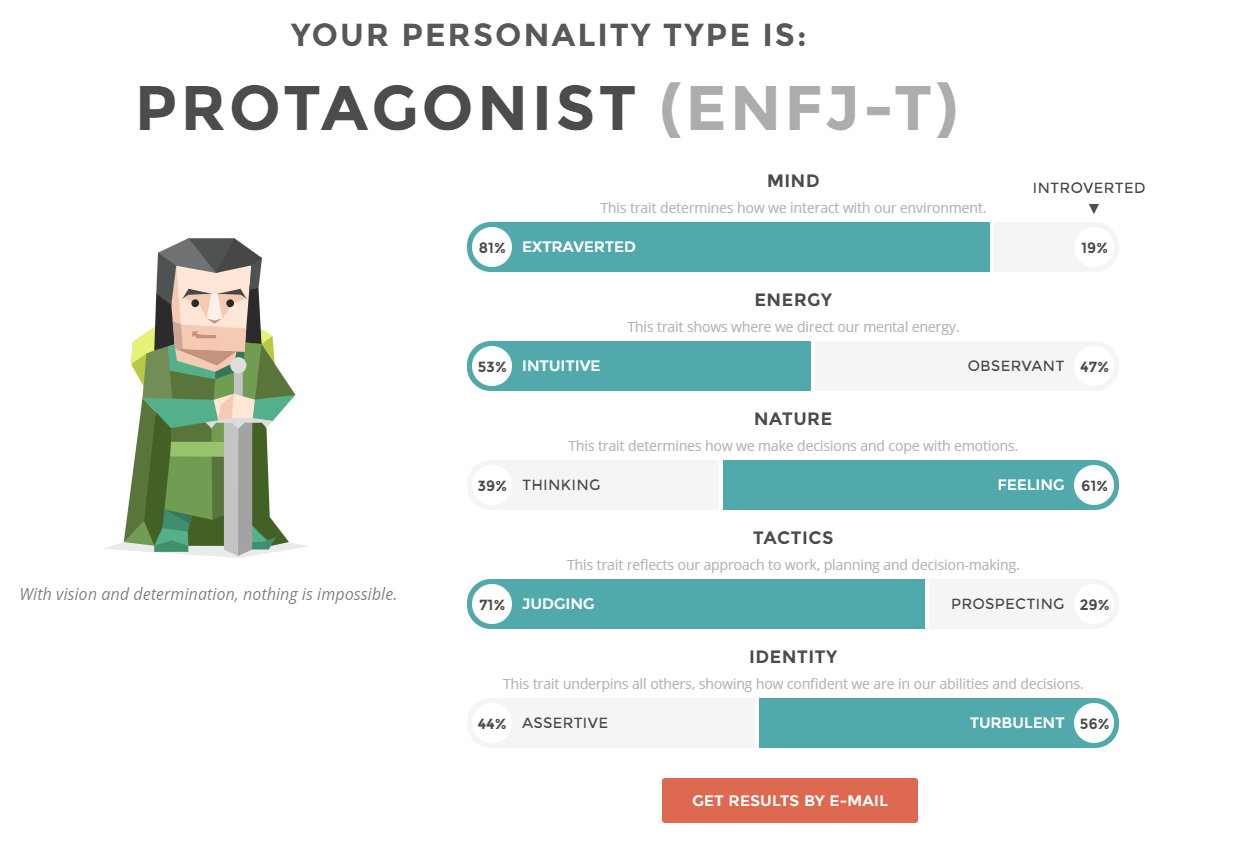 YOUR PERSONALITY TYPE IS:
PROTAGONIST (ENFJ-T)
MIND
INTROVERTED
This trait determines how we interact with our environment.
81% EXTRAVERTED 19%
ENERGY
This trait shows where we direct our mental energy.
53% INTUITIVE OBSERVANT 47%
NATURE
This trait determines how we make decisions and cope with emotions.
39% THINKING FEELING 61%
TACTICS
This trait reflects our approach to work, planning and decision-making.
71% JUDGING PROSPECTING 29%
IDENTITY
This trait underpins all others, showing how confident we are in our abilities and decisions.
44% ASSERTIVE TURBULENT 56%
With vision and determination, nothing is impossible.
GET RESULTS BY E-MAIL